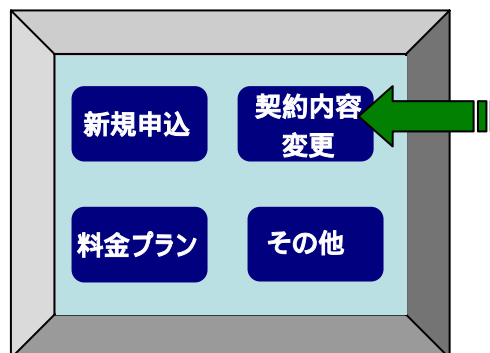 新規申込
契約内容
変更
料金プラン
その他